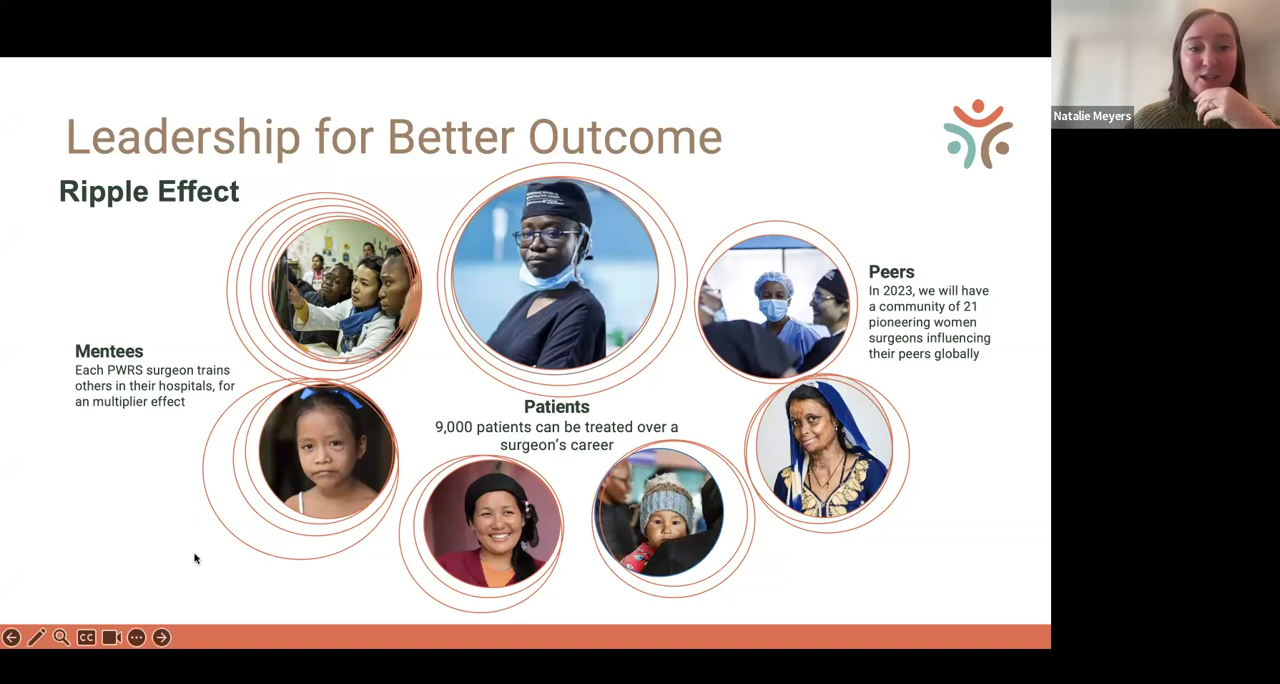 Leadership for Better Outcome
Ripple Effect
Mentees
Each PWRS surgeon trains
others in their hospitals, for
an multiplier effect
Patients
9,000 patients can be treated over a
surgeon's career
Peers
In 2023, we will have
a community of 21
pioneering women
surgeons influencing
their peers globally
Natalie Meyers
CC